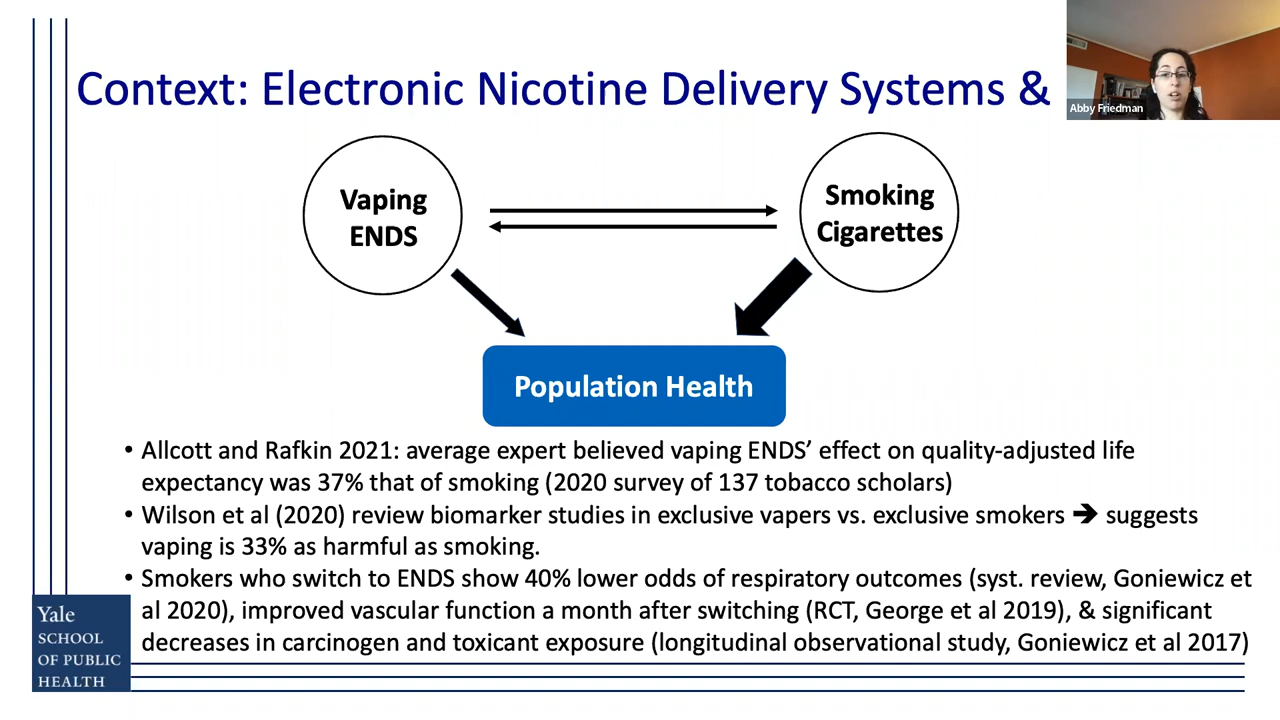 Context: Electronic Nicotine Delivery Systems &
Abby Friedman
Vaping
ENDS
Smoking
Cigarettes
Population Health
• Allcott and Rafkin 2021: average expert believed vaping ENDS’ effect on quality-adjusted life
expectancy was 37% that of smoking (2020 survey of 137 tobacco scholars)
• Wilson et al (2020) review biomarker studies in exclusive vapers vs. exclusive smokers ➔ suggests
vaping is 33% as harmful as smoking.
• Smokers who switch to ENDS show 40% lower odds of respiratory outcomes (syst. review, Goniewicz et
al 2020), improved vascular function a month after switching (RCT, George et al 2019), & significant
decreases in carcinogen and toxicant exposure (longitudinal observational study, Goniewicz et al 2017)
Yale
SCHOOL
OF PUBLIC
HEALTH